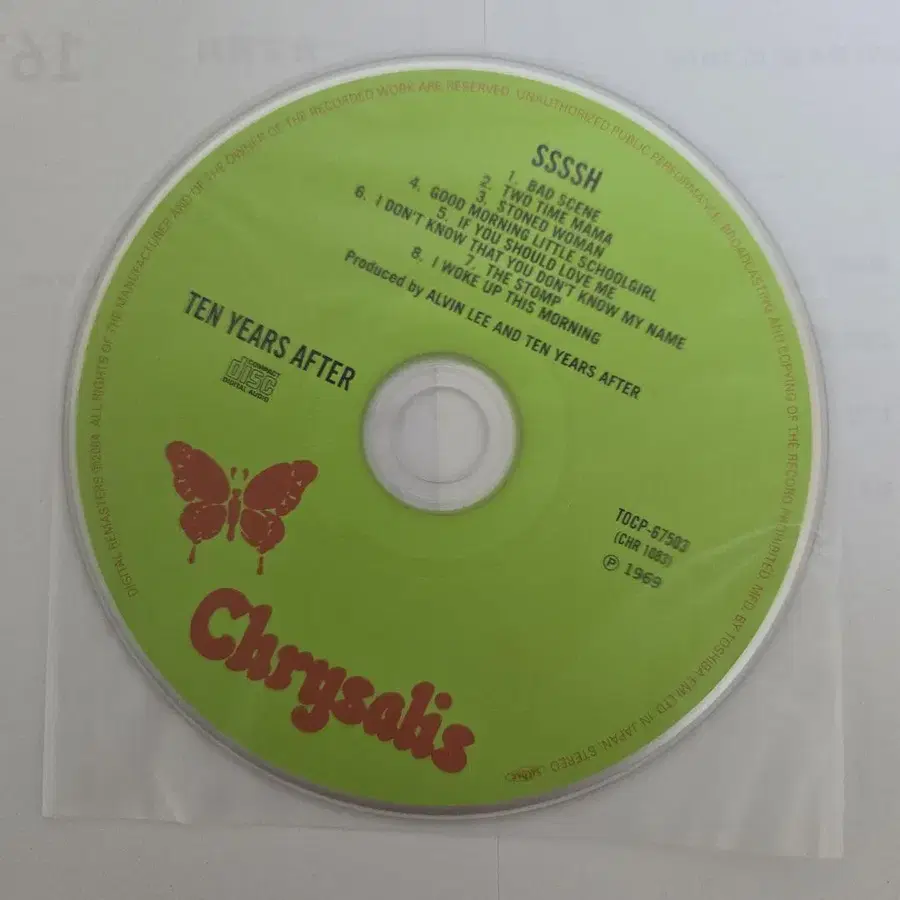 SSSSH
1. BAD SCENE
2. TWO TIME MAMA
3. STONED WOMAN
4. GOOD MORNING LITTLE SCHOOLGIRL
5. IF YOU SHOULD LOVE ME
6. I DON'T KNOW THAT YOU DON'T KNOW MY NAME
7. THE STOMP
8. I WOKE UP THIS MORNING
Produced by ALVIN LEE AND TEN YEARS AFTER
TEN YEARS AFTER
COMPACT
disc
DIGITAL AUDIO
TOCP-67503
(CHR 1083)
Ⓟ 1969
Chrysalis
DIGITAL REMASTERS Ⓟ2004 ALL RIGHTS OF THE MANUFACTURER AND OF THE OWNER OF THE RECORDED WORK ARE RESERVED. UNAUTHORIZED PUBLIC PERFORMANCE, BROADCASTING AND COPYING OF THE RECORD PROHIBITED. MFD. BY TOSHIBA-EMI LTD. IN JAPAN. STEREO